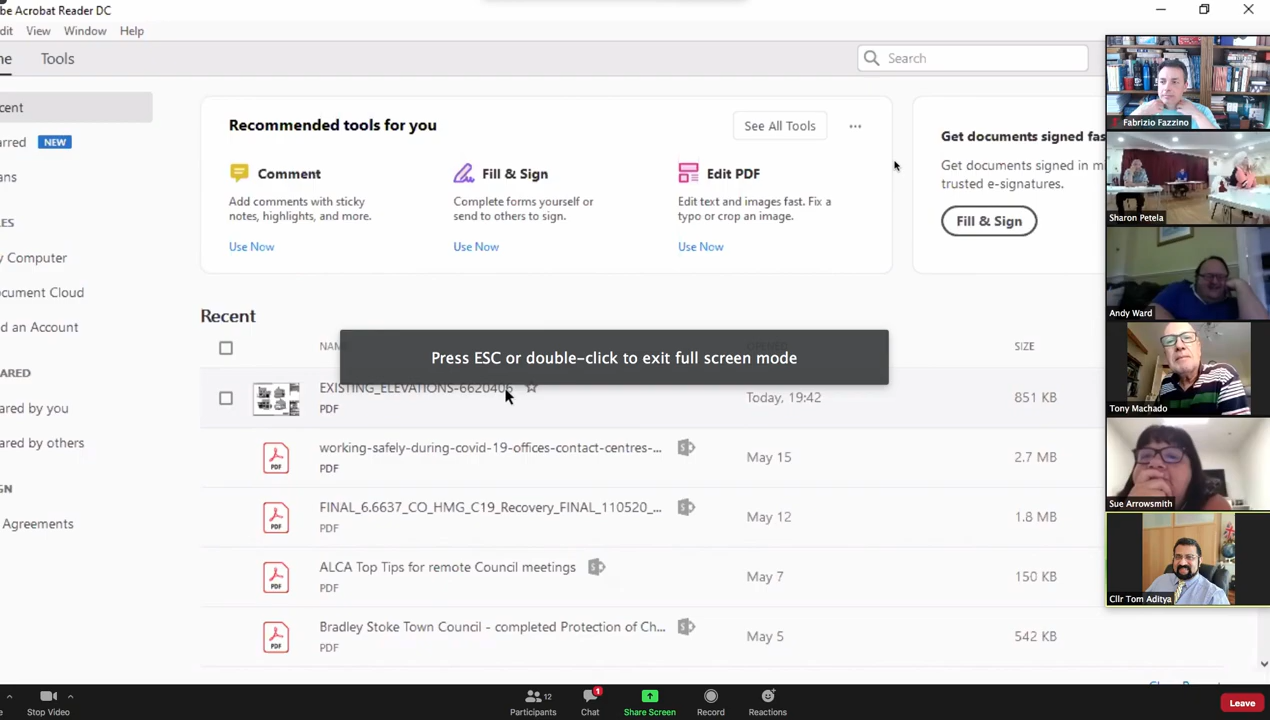 be Acrobat Reader DC
dit View Window Help
me Tools
Search
cent
rred NEW
ans
ES
y Computer
ocument Cloud
d an Account
ARED
ared by you
ared by others
GN
Agreements
Recommended tools for you
See All Tools
Comment
Add comments with sticky
notes, highlights, and more.
Use Now
Fill & Sign
Complete forms yourself or
send to others to sign.
Use Now
Edit PDF
Edit text and images fast. Fix a
typo or crop an image.
Use Now
Get documents signed fas
Get documents signed in m
trusted e-signatures.
Fill & Sign
Recent
SIZE
Press ESC or double-click to exit full screen mode
EXISTING_ELEVATIONS-6620406
PDF
Today, 19:42
851 KB
working-safely-during-covid-19-offices-contact-centres-...
PDF
May 15
2.7 MB
FINAL_6.6637_CO_HMG_C19_Recovery_FINAL_110520_...
PDF
May 12
1.8 MB
ALCA Top Tips for remote Council meetings
PDF
May 7
150 KB
Bradley Stoke Town Council - completed Protection of Ch...
PDF
May 5
542 KB
Fabrizio Fazzino
Sharon Petela
Andy Ward
Tony Machado
Sue Arrowsmith
Cllr Tom Aditya
Stop Video
Participants 12
Chat 1
Share Screen
Record
Reactions
Leave